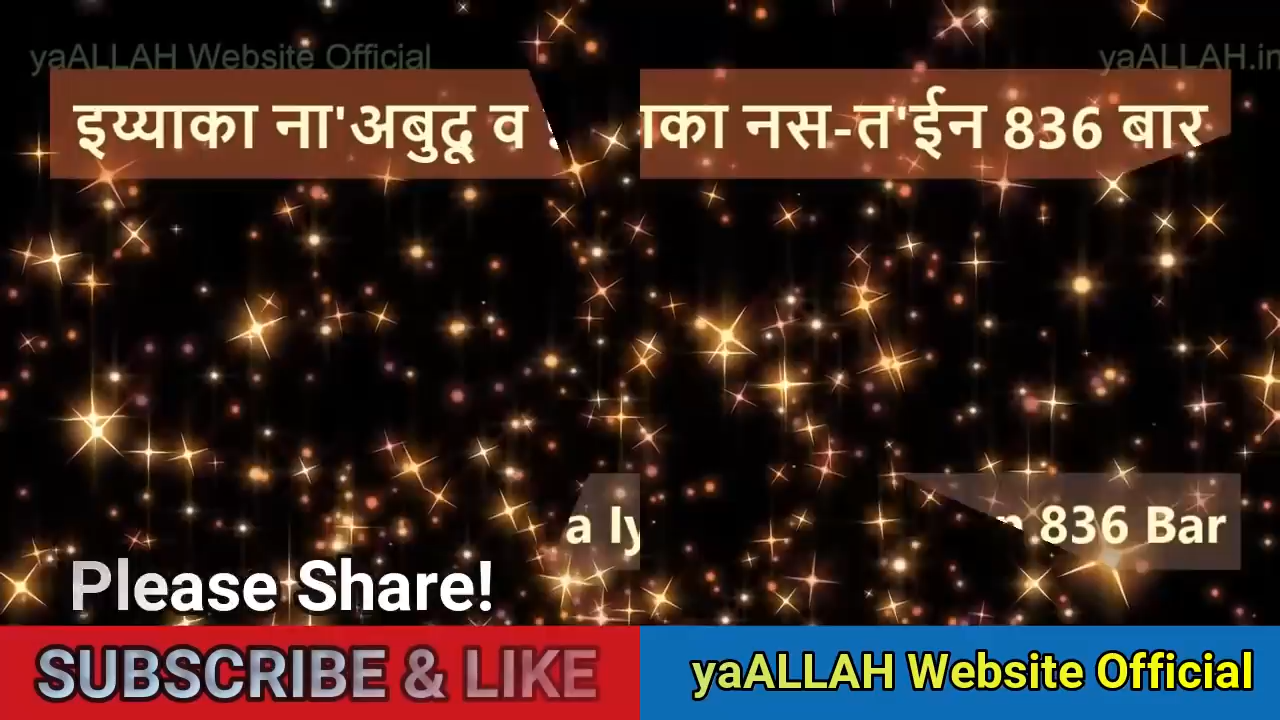 yaALLAH Website Official
yaALLAH.in
इय्याका ना'अबुदू व
ाका नस-त'ईन 836 बार
a Iy
836 Bar
Please Share!
SUBSCRIBE & LIKE
yaALLAH Website Official